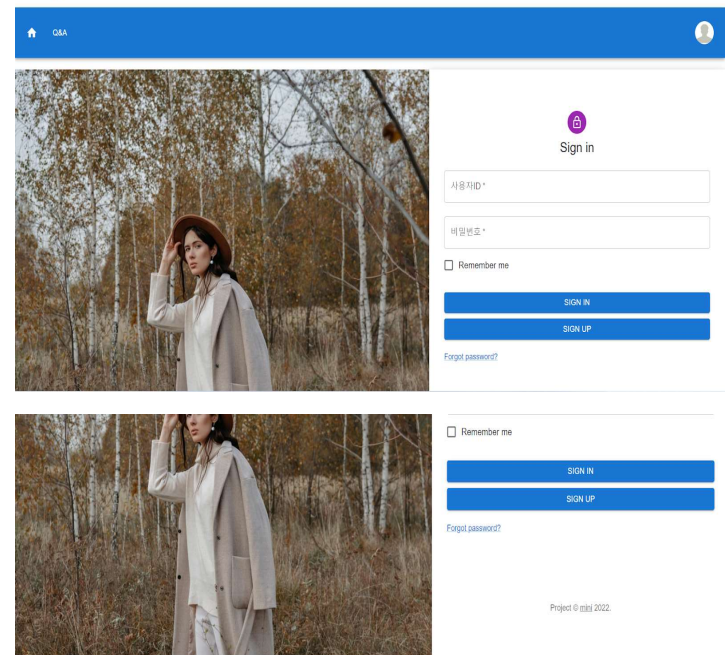 Q&A
Sign in
사용자ID *
비밀번호 *
Remember me
SIGN IN
SIGN UP
Forgot password?
Remember me
SIGN IN
SIGN UP
Forgot password?
Project © mini 2022.